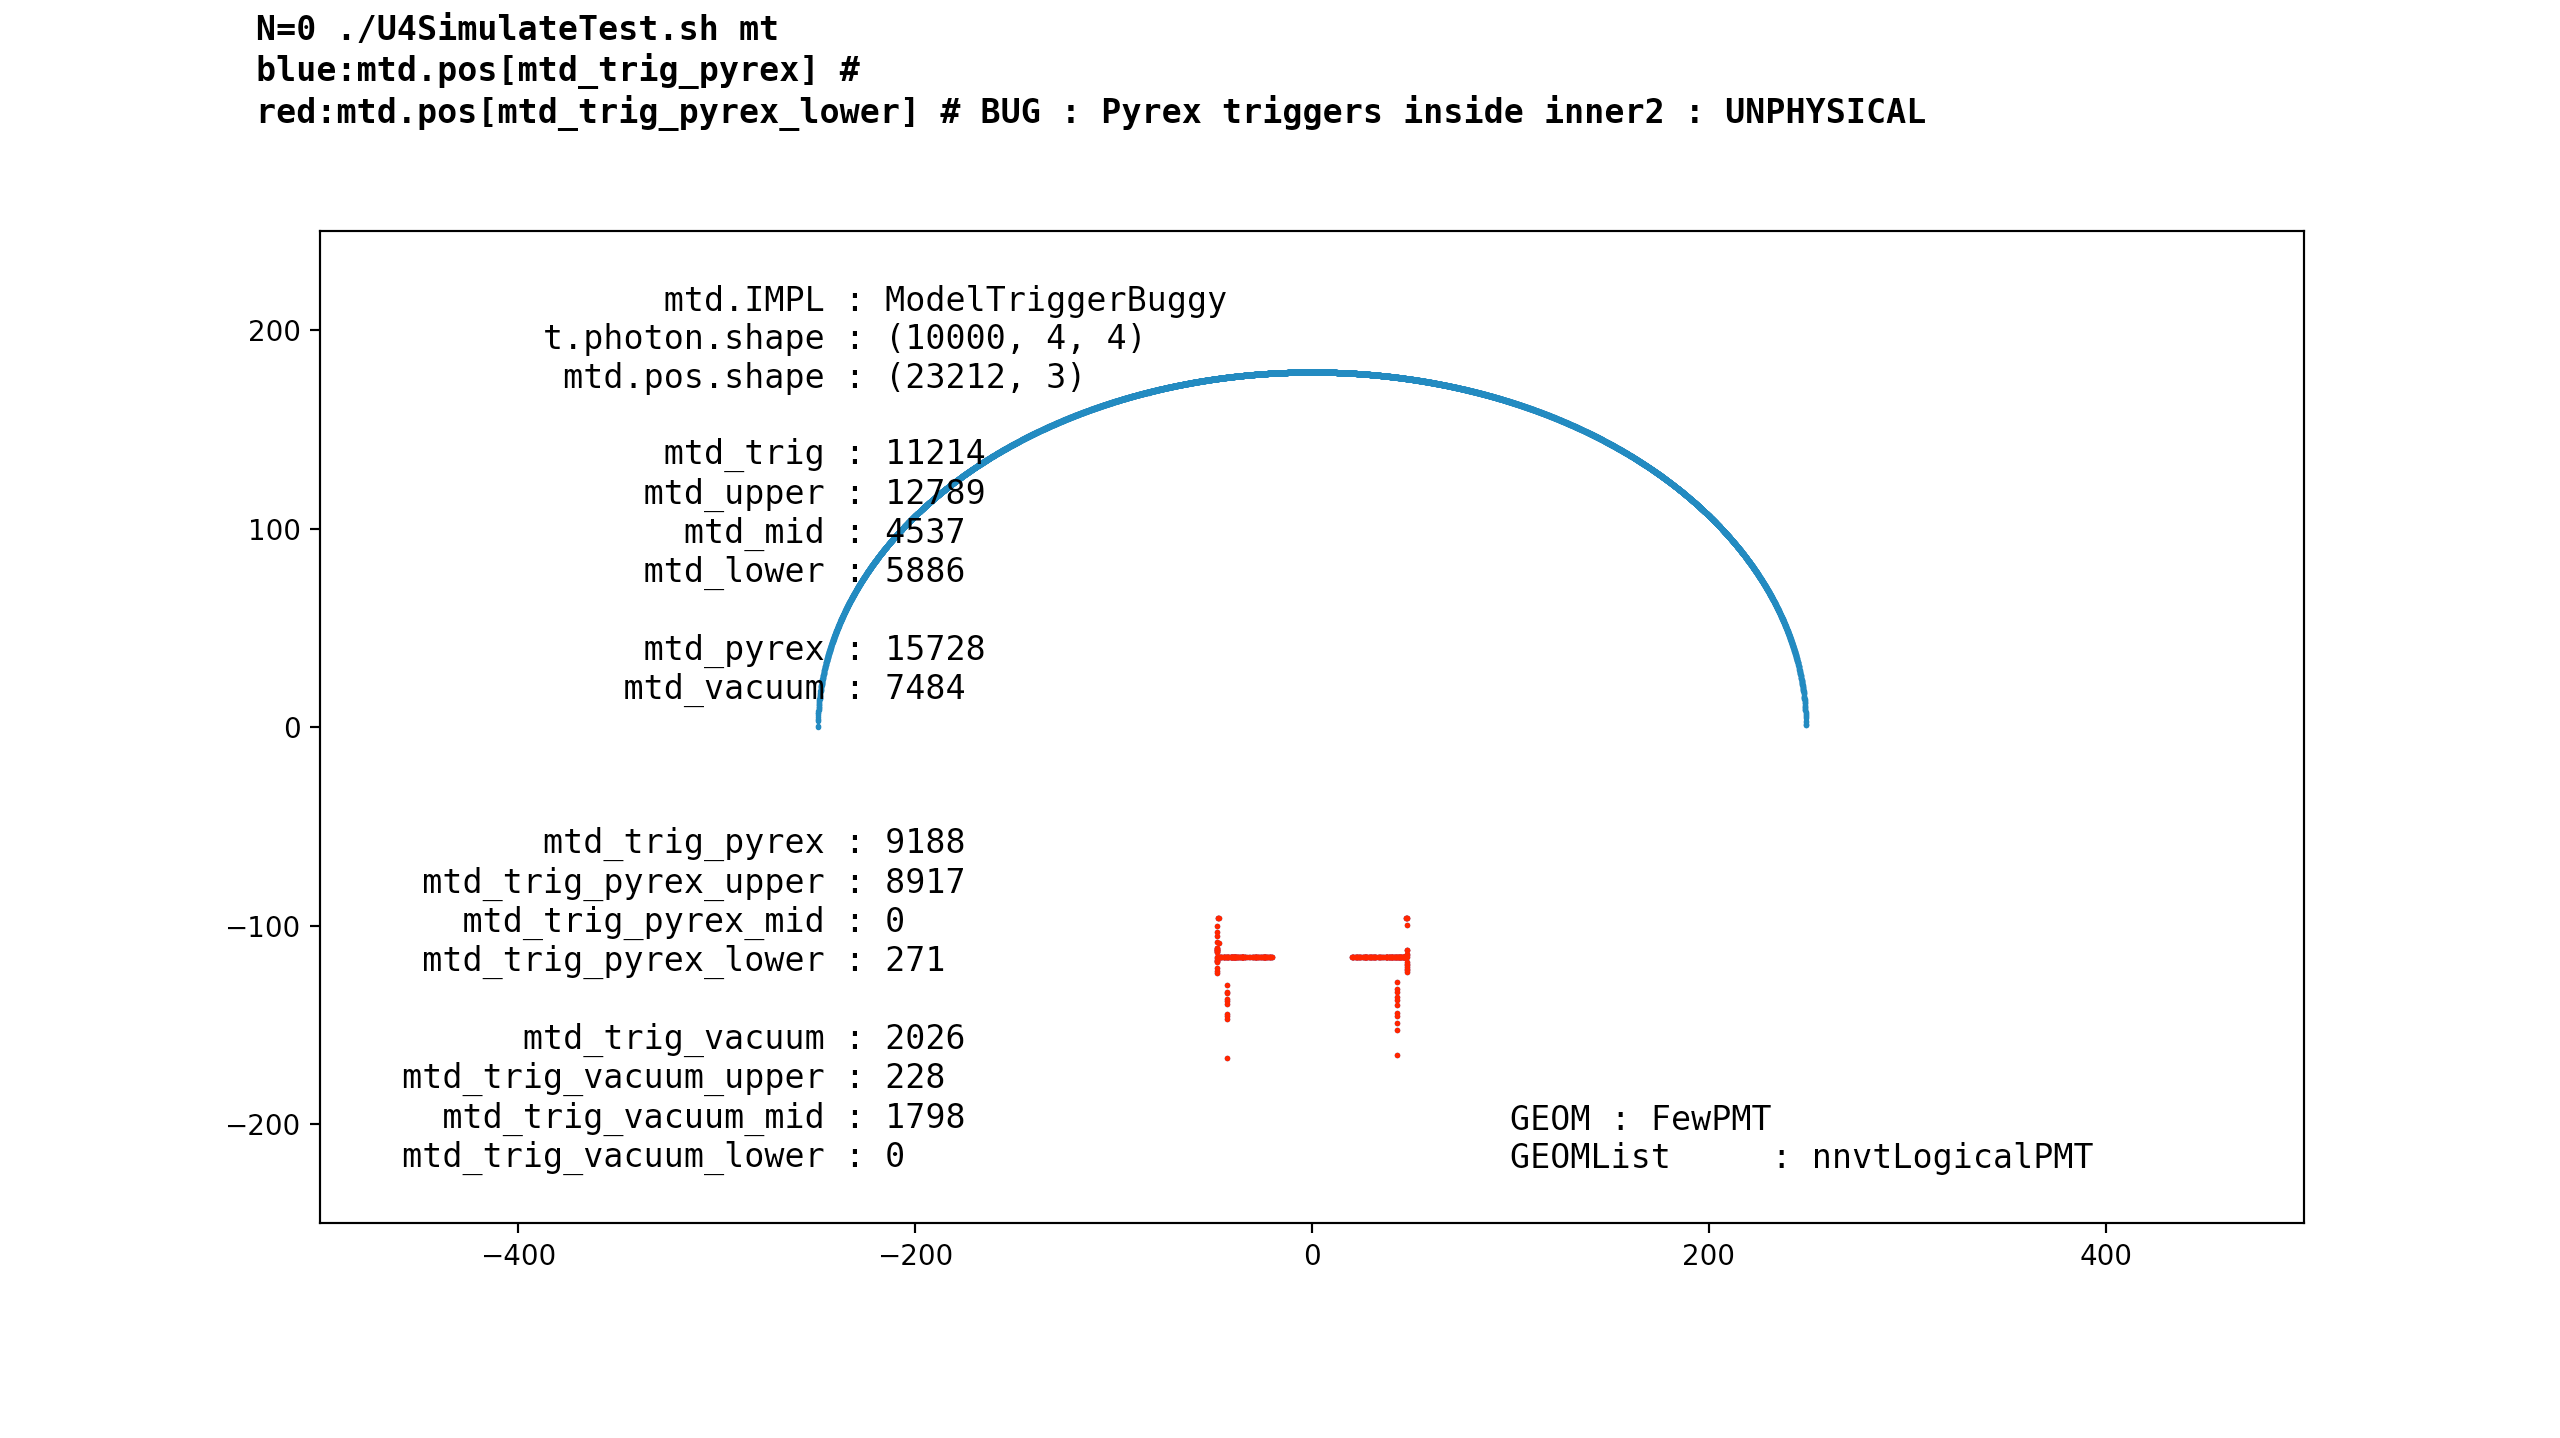 N=0 ./U4SimulateTest.sh mt
blue:mtd.pos[mtd_trig_pyrex] #
red:mtd.pos[mtd_trig_pyrex_lower] # BUG : Pyrex triggers inside inner2 : UNPHYSICAL
mtd.IMPL : ModelTriggerBuggy
t.photon.shape : (10000, 4, 4)
mtd.pos.shape : (23212, 3)
mtd_trig : 11214
mtd_upper : 12789
mtd_mid : 4537
mtd_lower : 5886
mtd_pyrex : 15728
mtd_vacuum : 7484
mtd_trig_pyrex : 9188
mtd_trig_pyrex_upper : 8917
mtd_trig_pyrex_mid : 0
mtd_trig_pyrex_lower : 271
mtd_trig_vacuum : 2026
mtd_trig_vacuum_upper : 228
mtd_trig_vacuum_mid : 1798
mtd_trig_vacuum_lower : 0
GEOM : FewPMT
GEOMList : nnvtLogicalPMT
200
100
0
−100
−200
−400
−200
0
200
400